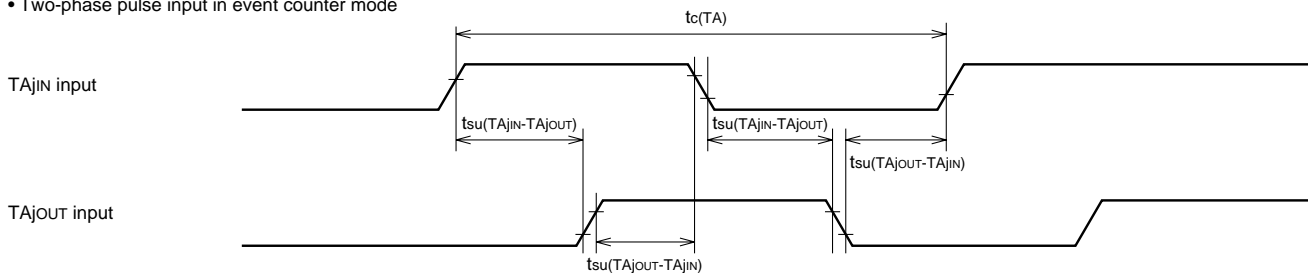 • Two-phase pulse input in event counter mode
tc(TA)
TAjIN input
tsu(TAjIN-TAjOUT)
tsu(TAjIN-TAjOUT)
tsu(TAjOUT-TAjIN)
TAjOUT input
tsu(TAjOUT-TAjIN)